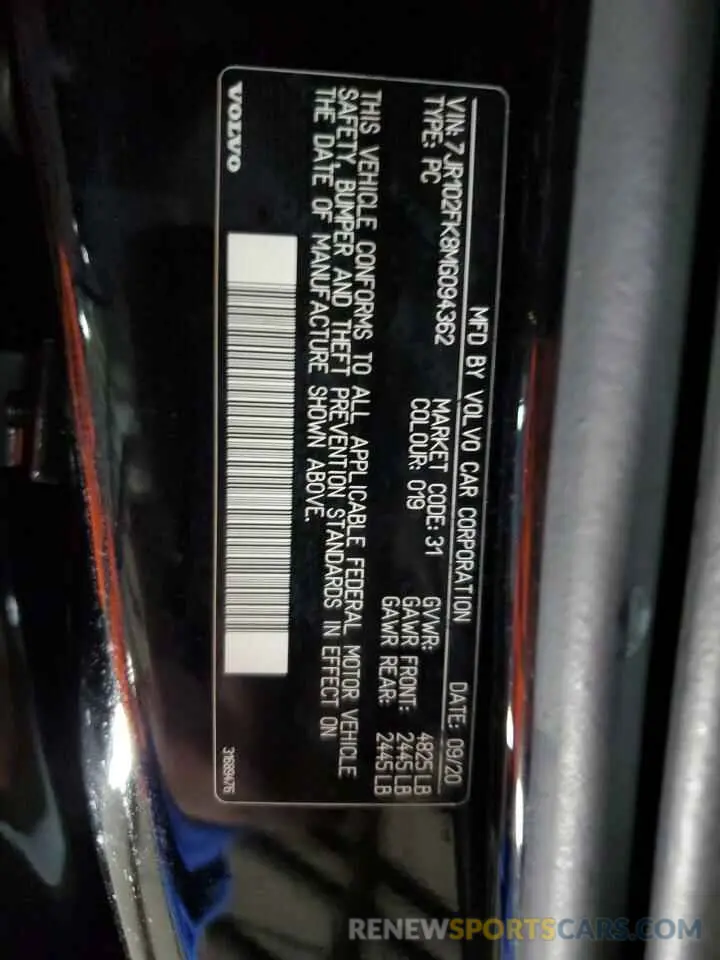 MFD BY VOLVO CAR CORPORATION DATE: 09/20
VIN: 7JR102FK8MG094362 MARKET CODE: 31 GVWR: 4825 LB
TYPE: PC COLOUR: 019 GAWR FRONT: 2445 LB
GAWR REAR: 2445 LB
THIS VEHICLE CONFORMS TO ALL APPLICABLE FEDERAL MOTOR VEHICLE
SAFETY, BUMPER AND THEFT PREVENTION STANDARDS IN EFFECT ON
THE DATE OF MANUFACTURE SHOWN ABOVE.
VOLVO 31689476
RENEWSPORTSCARS.COM